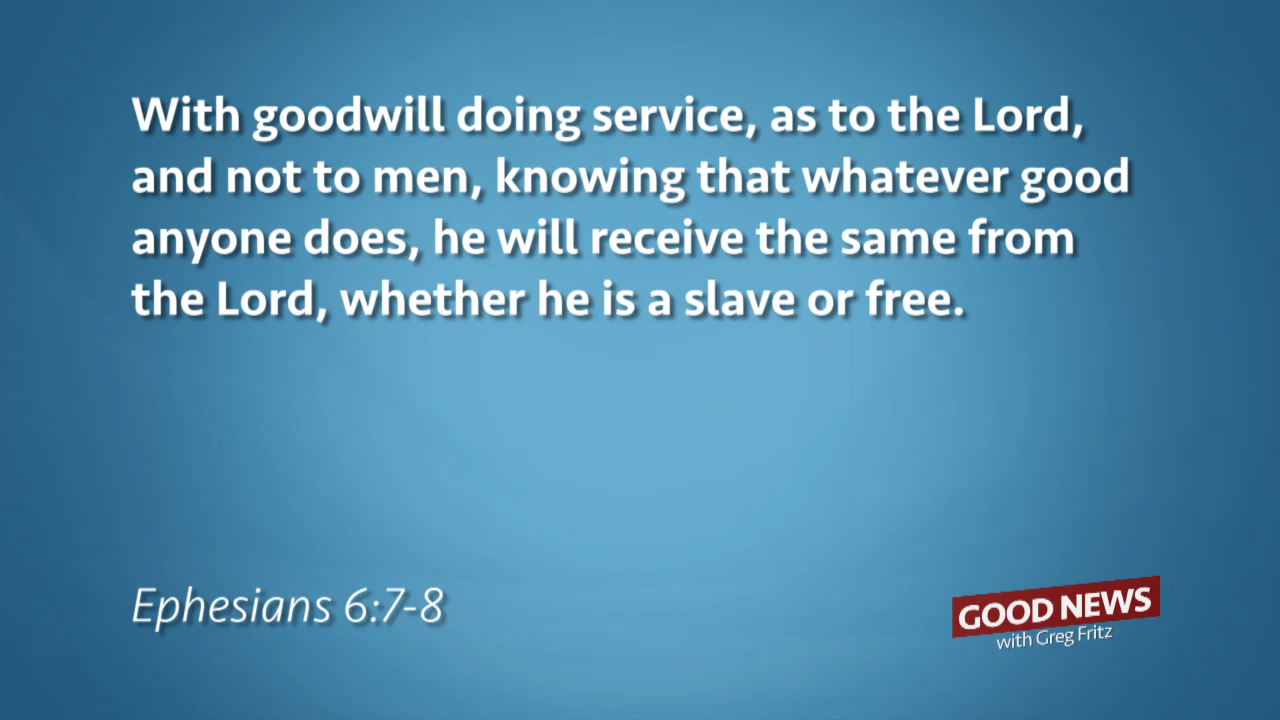 With goodwill doing service, as to the Lord,
and not to men, knowing that whatever good
anyone does, he will receive the same from
the Lord, whether he is a slave or free.
Ephesians 6:7-8
GOOD NEWS
with Greg Fritz